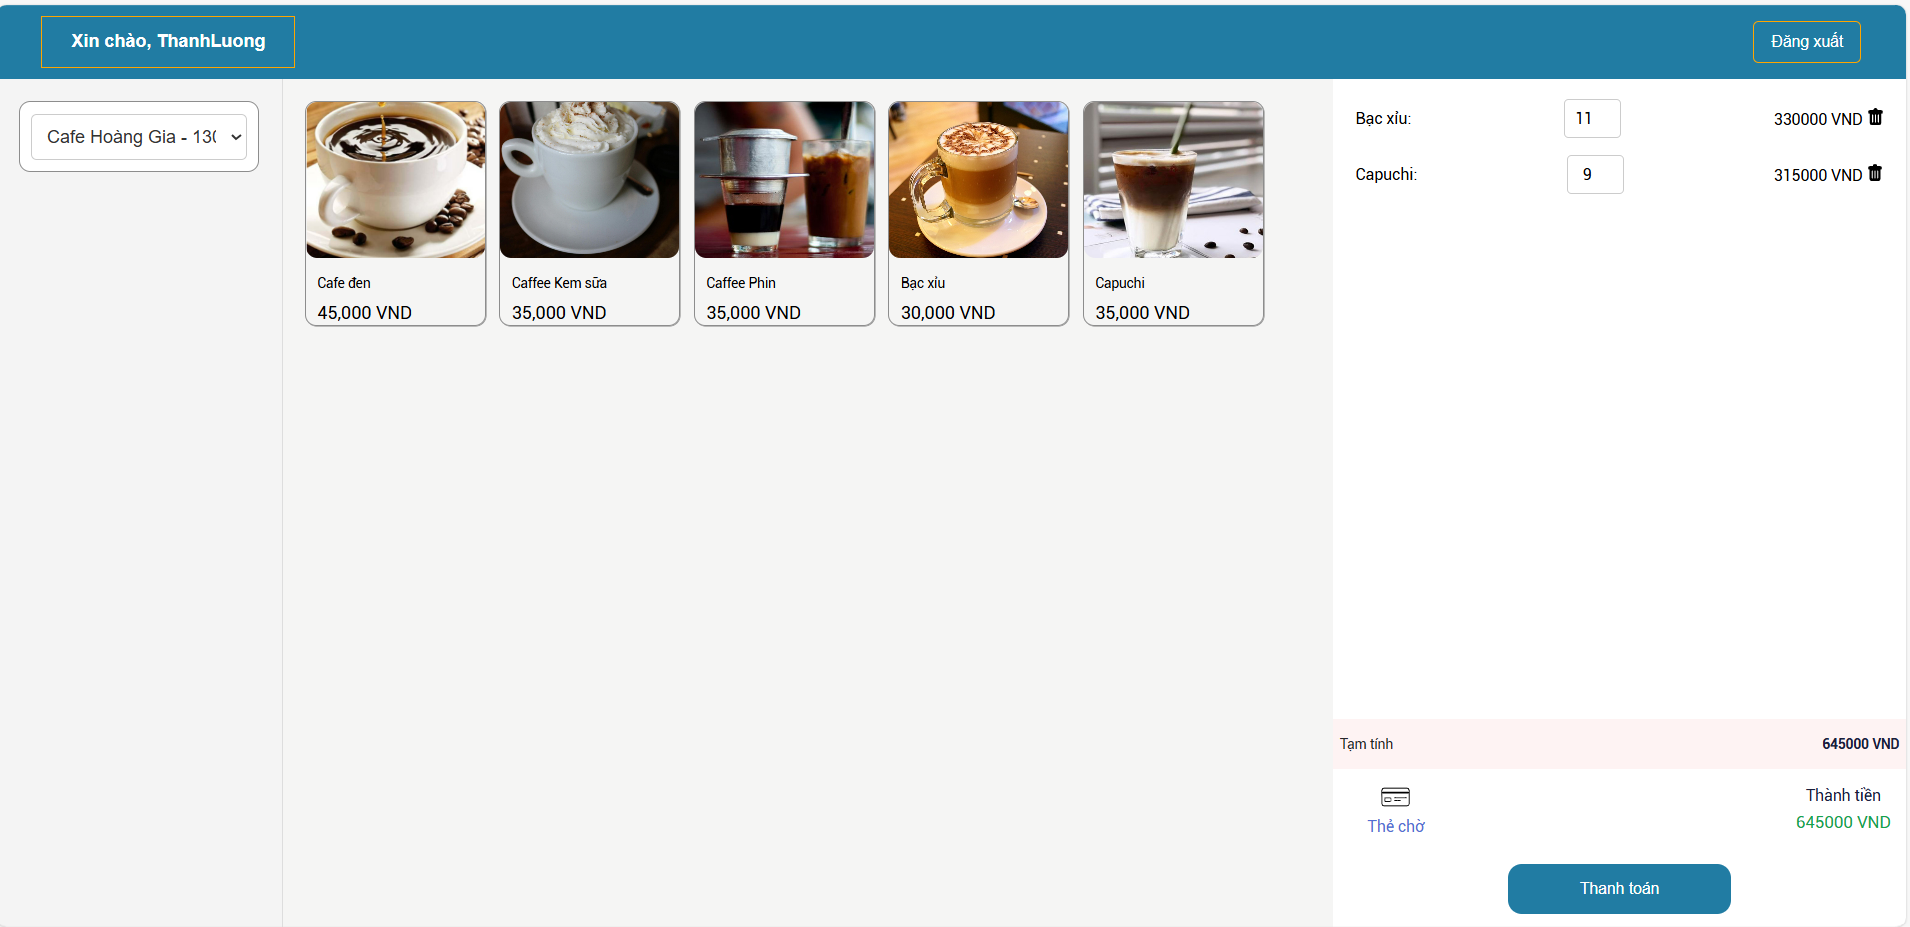 Xin chào, ThanhLuong
Đăng xuất
Cafe Hoàng Gia - 130
Cafe đen
45,000 VND
Caffee Kem sữa
35,000 VND
Caffee Phin
35,000 VND
Bạc xỉu
30,000 VND
Capuchi
35,000 VND
Bạc xỉu: 11 330000 VND
Capuchi: 9 315000 VND
Tạm tính 645000 VND
Thẻ chờ
Thành tiền
645000 VND
Thanh toán